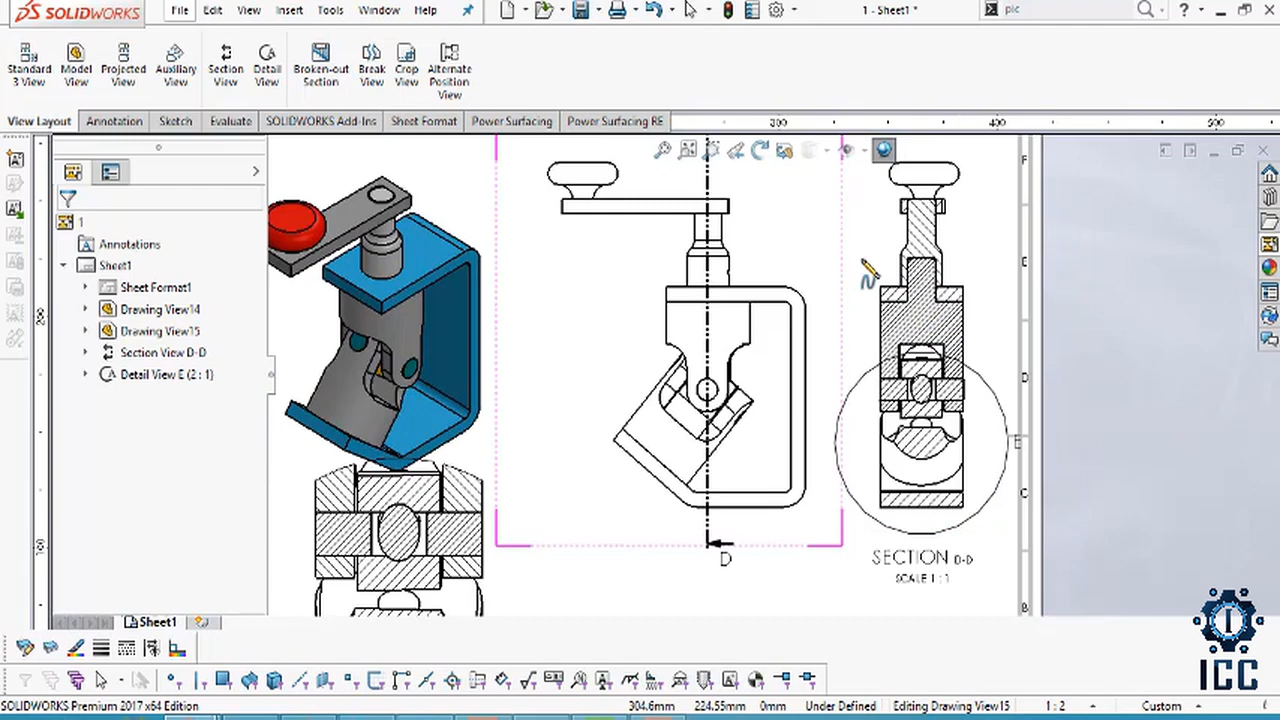 SOLIDWORKS File Edit View Insert Tools Window Help 1 - Sheet1 * pic
Standard 3 View
Model View
Projected View
Auxiliary View
Section View
Detail View
Broken-out Section
Break View
Crop View
Alternate Position View
View Layout Annotation Sketch Evaluate SOLIDWORKS Add-Ins Sheet Format Power Surfacing Power Surfacing RE
300 400 500
1
Annotations
Sheet1
Sheet Format1
Drawing View14
Drawing View15
Section View D-D
Detail View E (2 : 1)
200
100
F
E
D
C
B
E
D
SECTION D-D
SCALE 1 : 1
Sheet1
ICC
SOLIDWORKS Premium 2017 x64 Edition 304.6mm 224.55mm 0mm Under Defined Editing Drawing View15 1 : 2 Custom